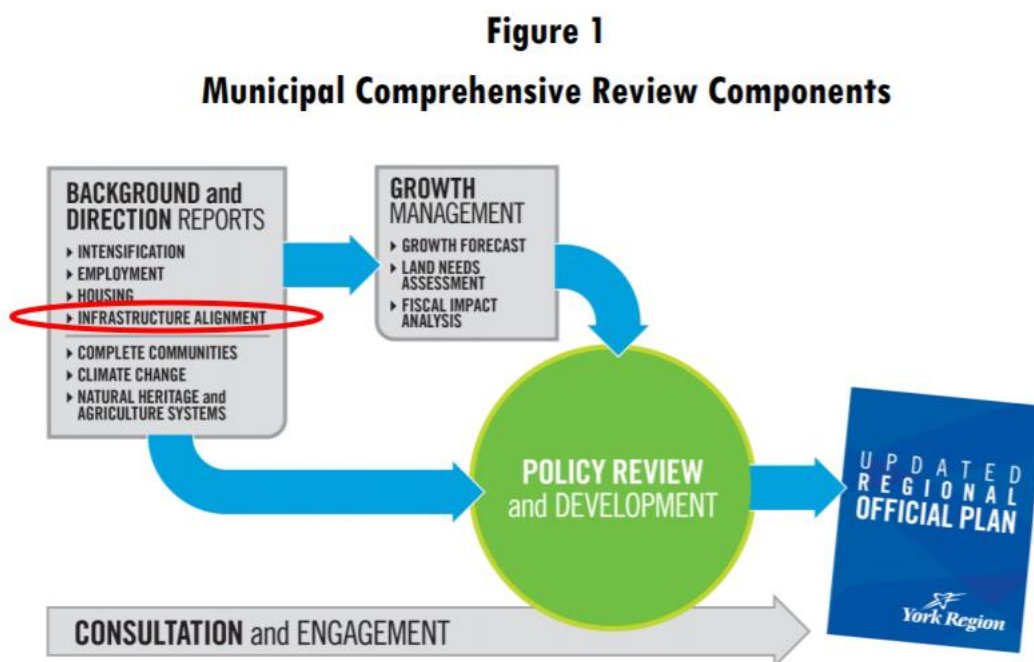 Figure 1
Municipal Comprehensive Review Components
BACKGROUND and
DIRECTION REPORTS
INTENSIFICATION
EMPLOYMENT
HOUSING
INFRASTRUCTURE ALIGNMENT
COMPLETE COMMUNITIES
CLIMATE CHANGE
NATURAL HERITAGE and
AGRICULTURE SYSTEMS
GROWTH
MANAGEMENT
GROWTH FORECAST
LAND NEEDS
ASSESSMENT
FISCAL IMPACT
ANALYSIS
POLICY REVIEW
and DEVELOPMENT
UPDATED
REGIONAL
OFFICIAL PLAN
York Region
CONSULTATION and ENGAGEMENT